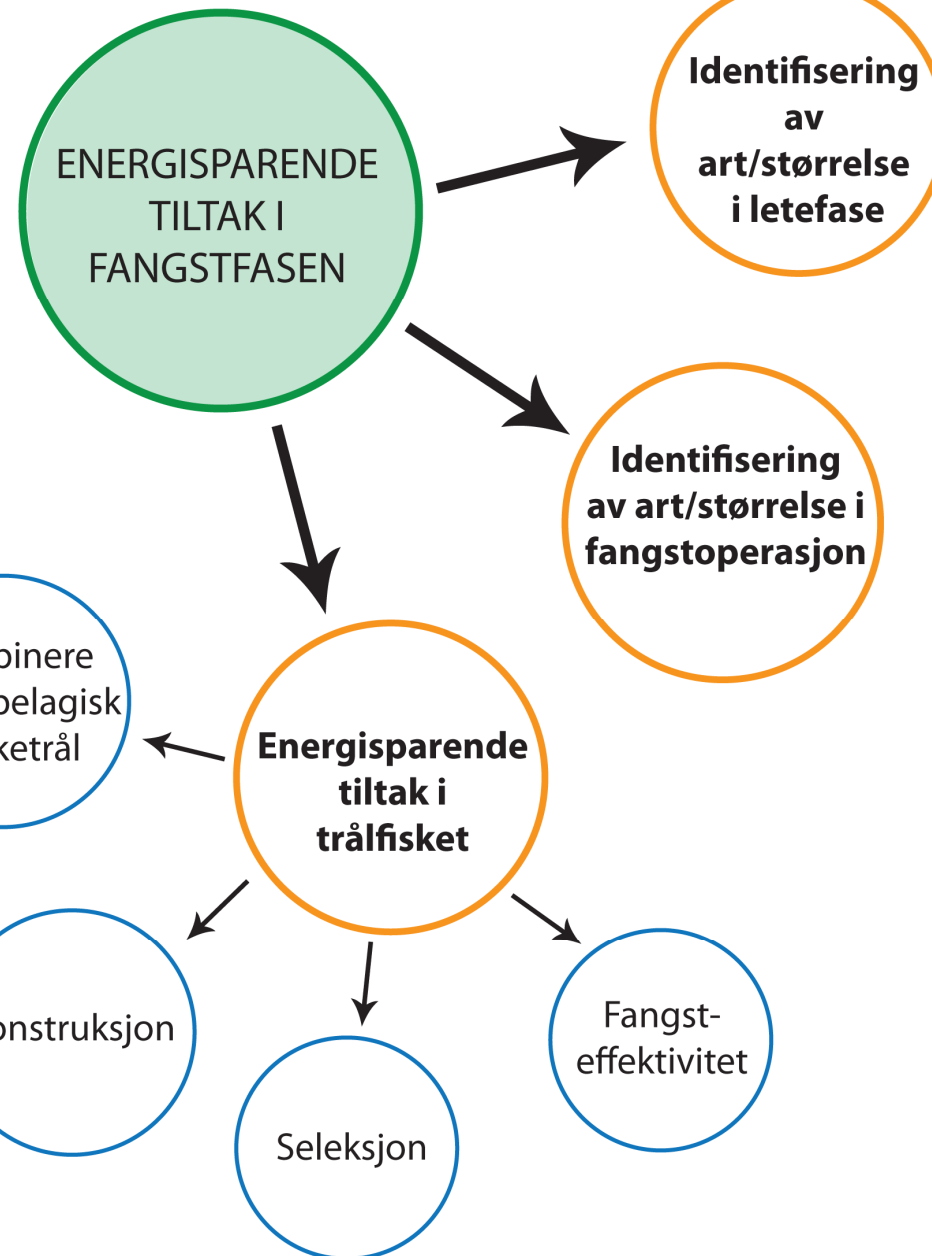 ENERGISPARENDE
TILTAK I
FANGSTFASEN
Identifisering
av
art/størrelse
i letefase
Identifisering
av art/størrelse i
fangstoperasjon
pelagisk
Energisparende
tiltak i
trålfisket
Fangst-
effektivitet
Seleksjon